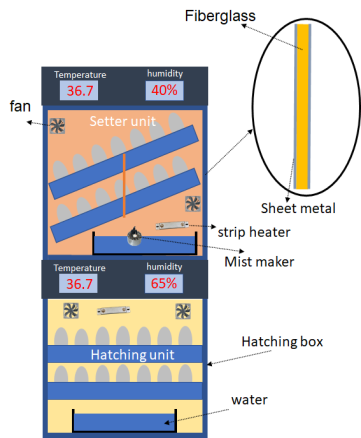 Fiberglass
Temperature humidity
36.7 40%
fan
Setter unit
Sheet metal
strip heater
Mist maker
Temperature humidity
36.7 65%
Hatching box
Hatching unit
water